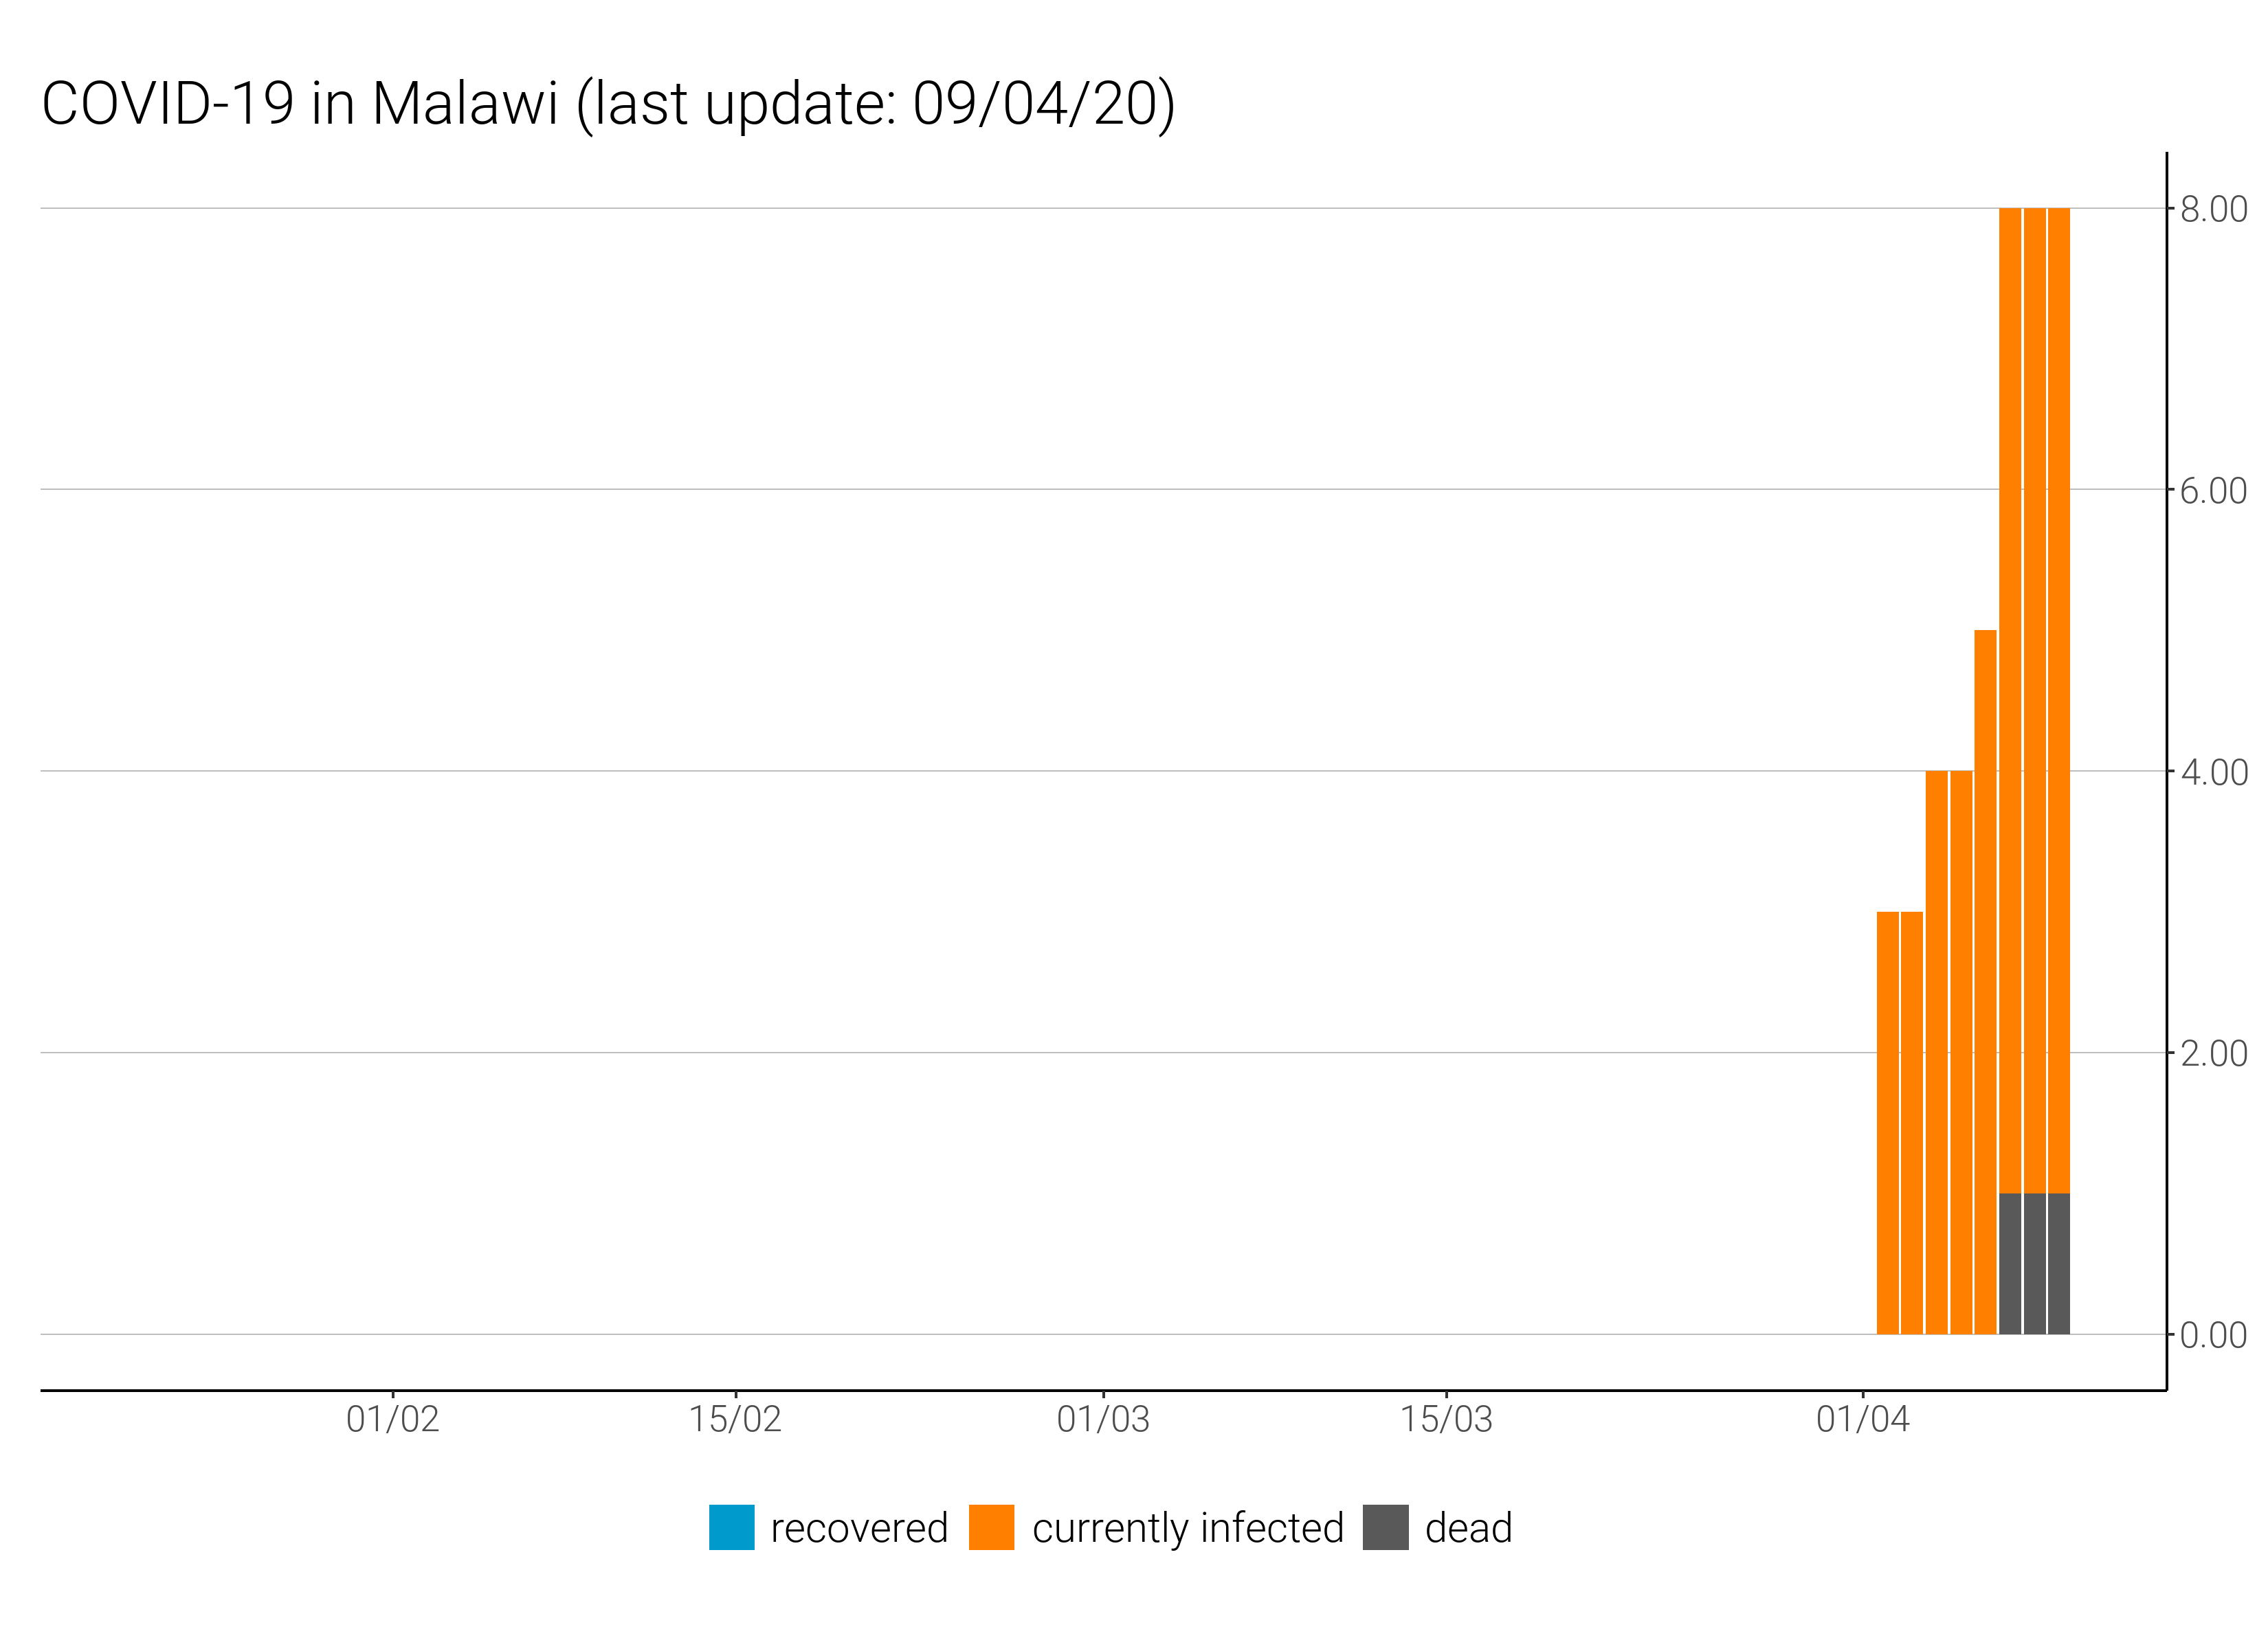 COVID-19 in Malawi (last update: 09/04/20)
8.00
6.00
4.00
2.00
0.00
01/02 15/02 01/03 15/03 01/04
recovered currently infected dead